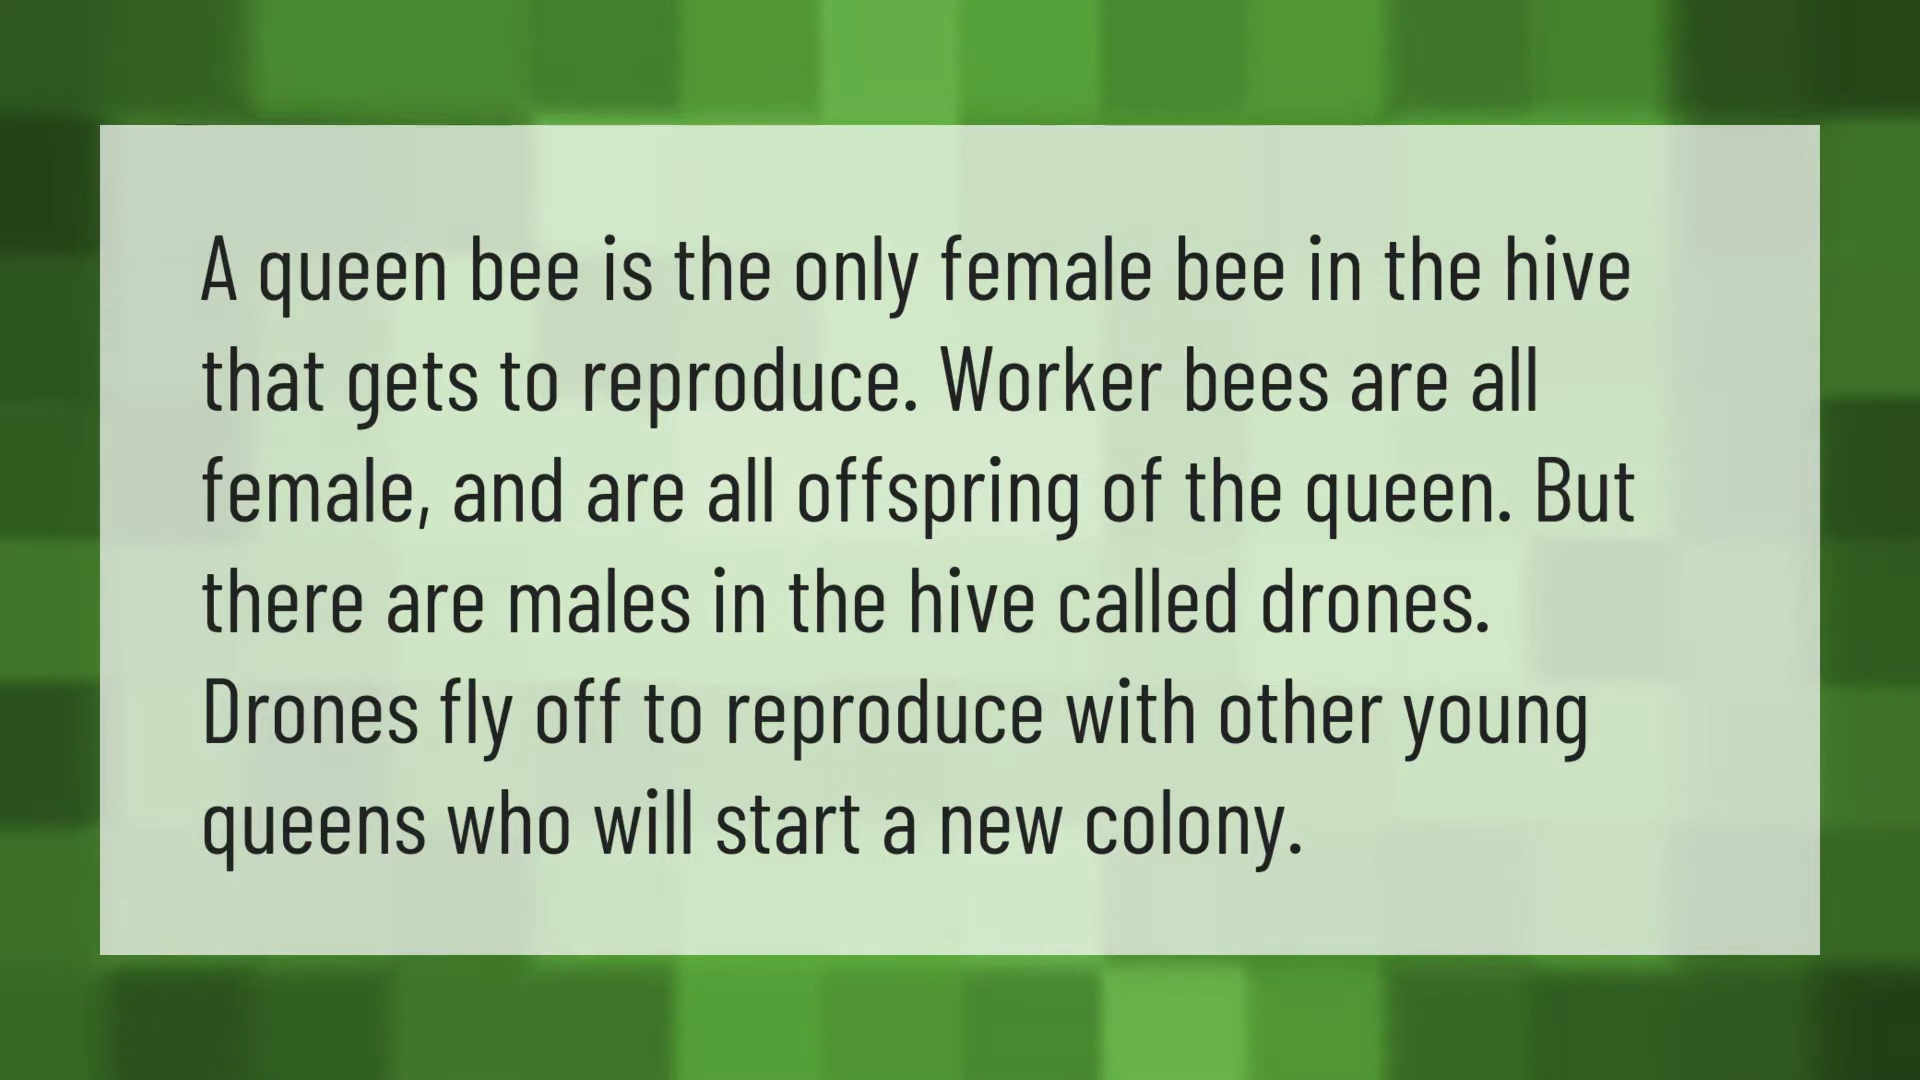 A queen bee is the only female bee in the hive
that gets to reproduce. Worker bees are all
female, and are all offspring of the queen. But
there are males in the hive called drones.
Drones fly off to reproduce with other young
queens who will start a new colony.